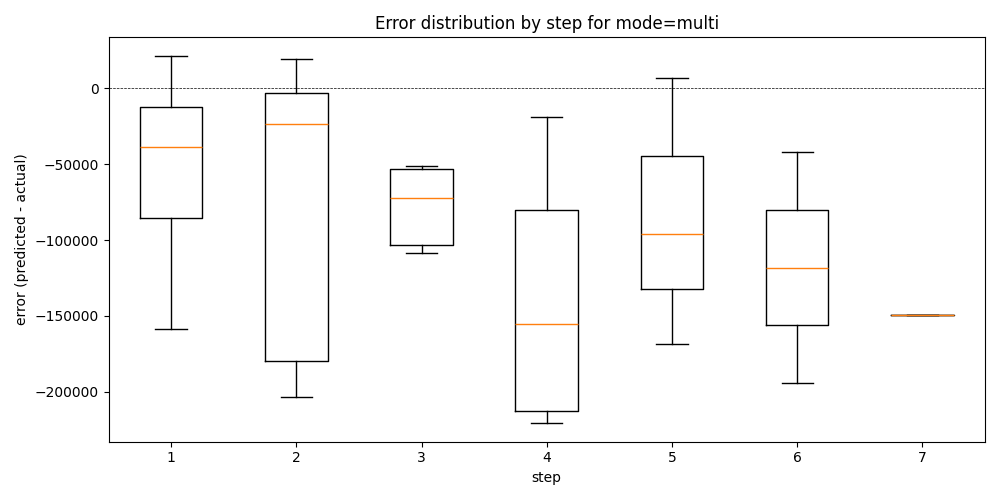 Error distribution by step for mode=multi
error (predicted - actual)
0
−50000
−100000
−150000
−200000
1 2 3 4 5 6 7
step